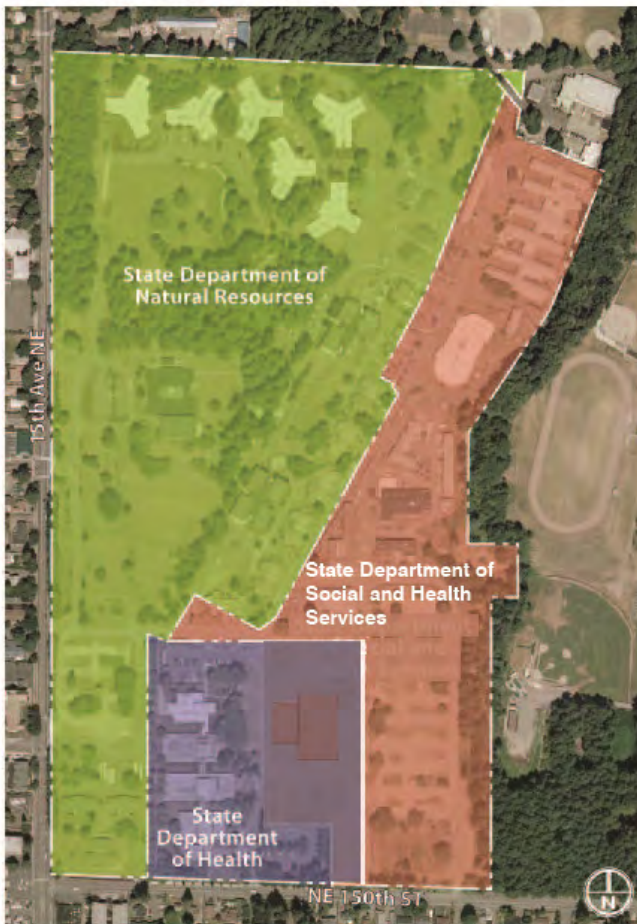 State Department of
Natural Resources
15th Ave NE
State Department of
Social and Health
Services
State
Department
of Health
NE 150th ST
N